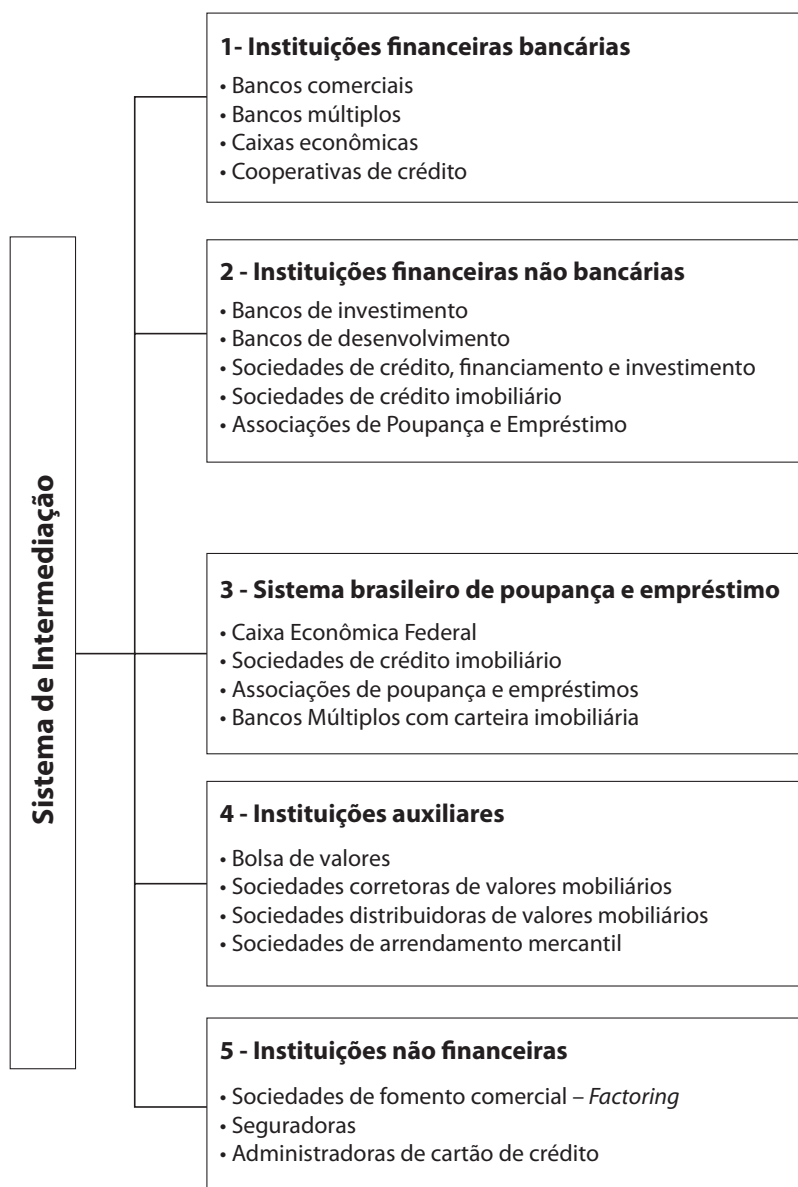 Sistema de Intermediação
1- Instituições financeiras bancárias
• Bancos comerciais
• Bancos múltiplos
• Caixas econômicas
• Cooperativas de crédito
2 - Instituições financeiras não bancárias
• Bancos de investimento
• Bancos de desenvolvimento
• Sociedades de crédito, financiamento e investimento
• Sociedades de crédito imobiliário
• Associações de Poupança e Empréstimo
3 - Sistema brasileiro de poupança e empréstimo
• Caixa Econômica Federal
• Sociedades de crédito imobiliário
• Associações de poupança e empréstimos
• Bancos Múltiplos com carteira imobiliária
4 - Instituições auxiliares
• Bolsa de valores
• Sociedades corretoras de valores mobiliários
• Sociedades distribuidoras de valores mobiliários
• Sociedades de arrendamento mercantil
5 - Instituições não financeiras
• Sociedades de fomento comercial – Factoring
• Seguradoras
• Administradoras de cartão de crédito